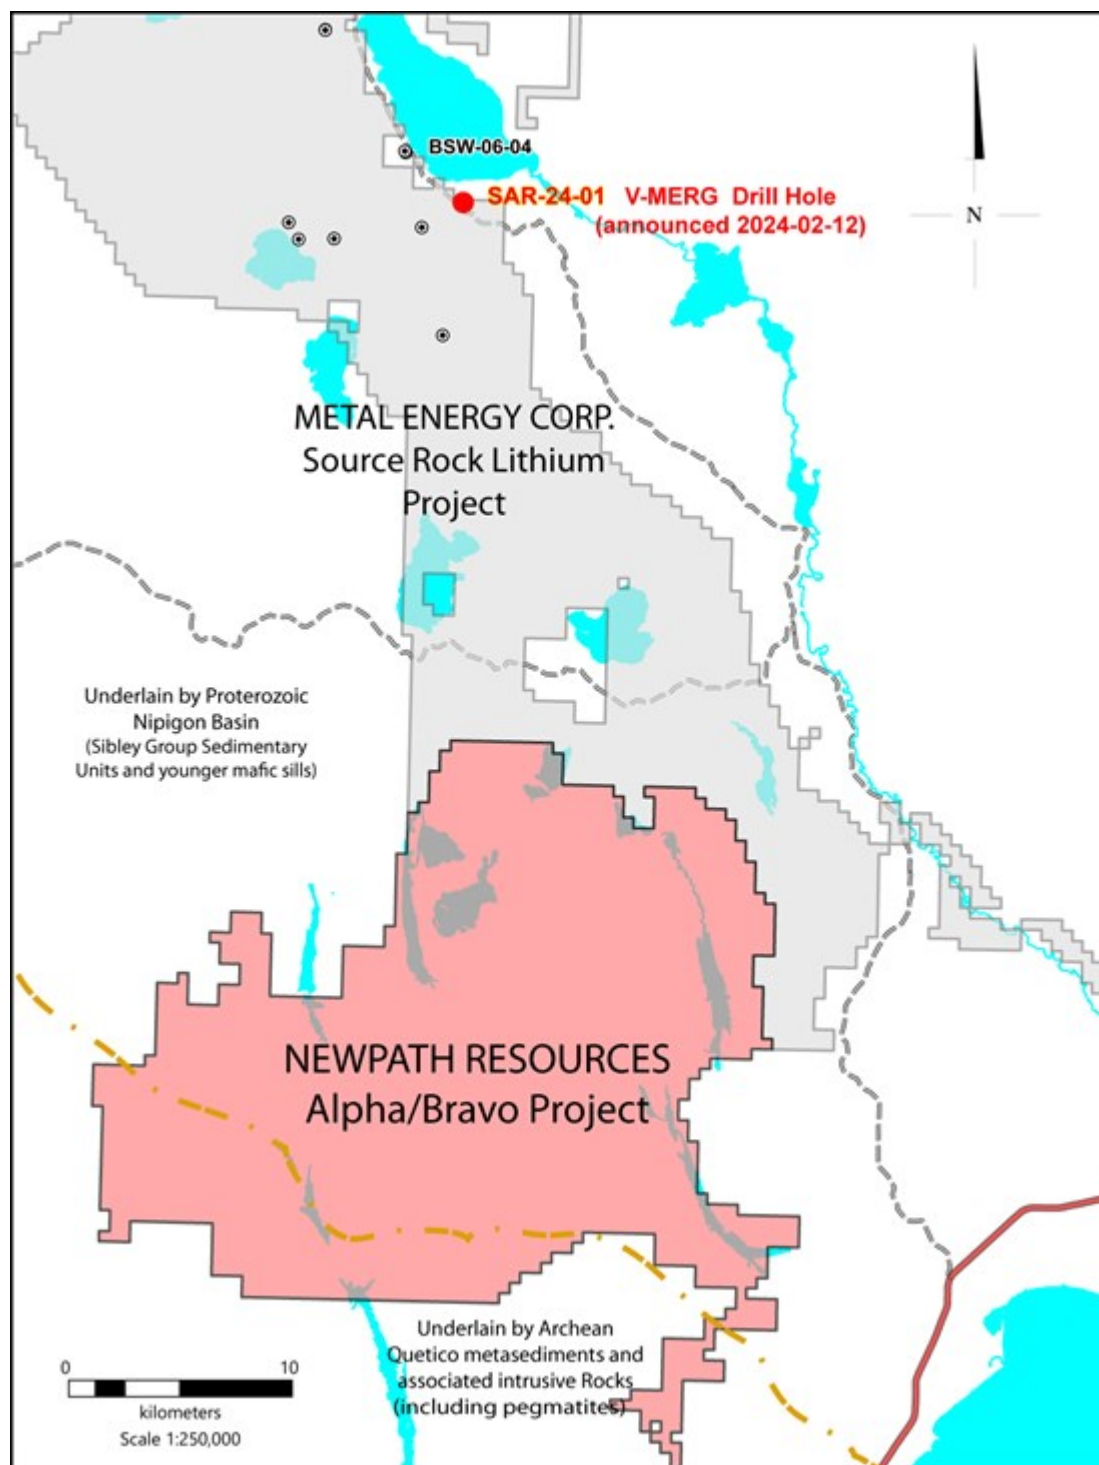 BSW-06-04
SAR-24-01 V-MERG Drill Hole
(announced 2024-02-12)
N
METAL ENERGY CORP.
Source Rock Lithium
Project
Underlain by Proterozoic
Nipigon Basin
(Sibley Group Sedimentary
Units and younger mafic sills)
NEWPATH RESOURCES
Alpha/Bravo Project
Underlain by Archean
Quetico metasediments and
associated intrusive Rocks
(including pegmatites)
0 10
kilometers
Scale 1:250,000